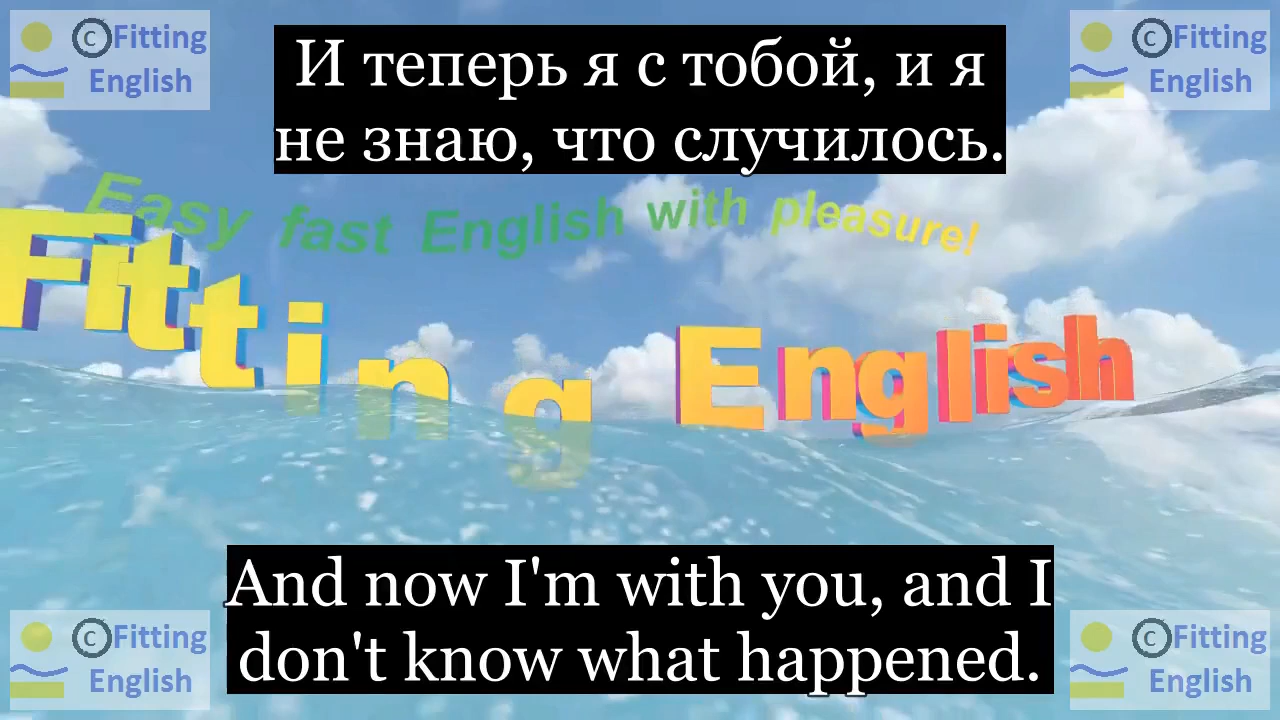 ©Fitting
English
©Fitting
English
И теперь я с тобой, и я
не знаю, что случилось.
Easy fast English with pleasure!
Fitting English
And now I'm with you, and I
don't know what happened.
©Fitting
English
©Fitting
English